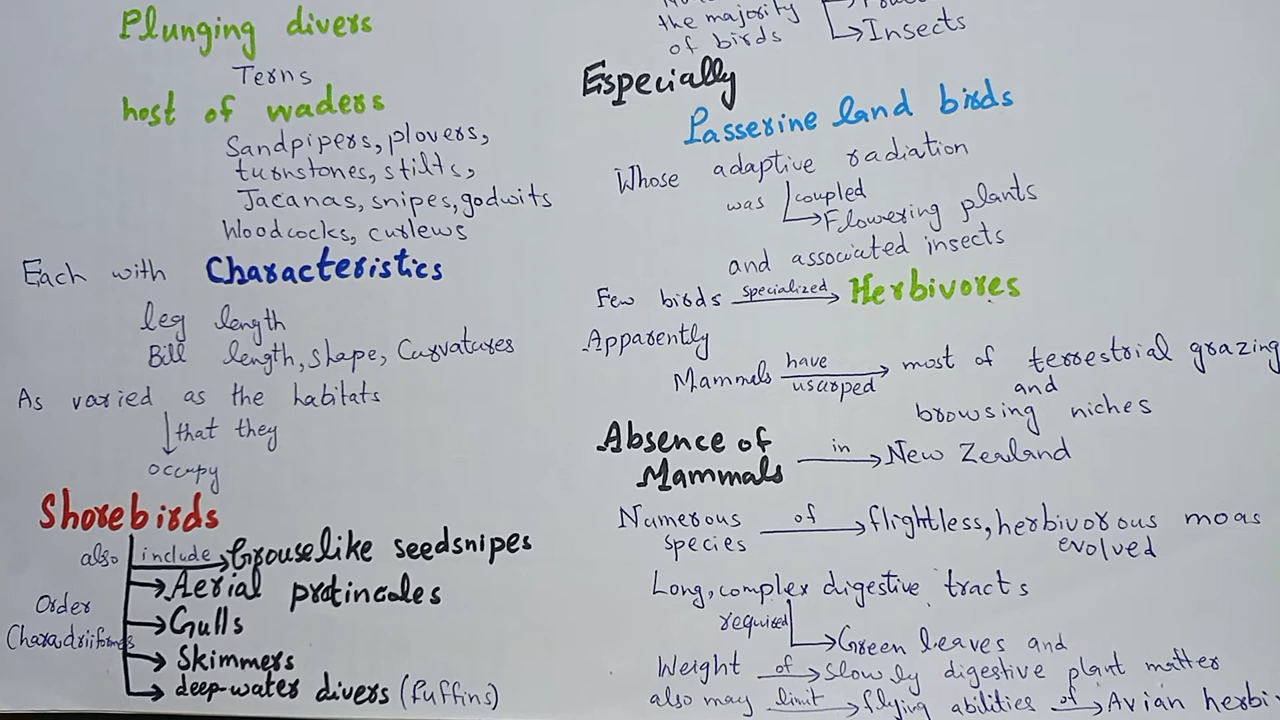 Plunging divers
Terns
host of waders
Sandpipers, plovers,
turnstones, stilts,
Jacanas, snipes, godwits
Woodcocks, curlews
Each with Characteristics
leg length
Bill length, shape, Curvatures
As varied as the habitats
that they
occupy
Shorebirds
also include Grouselike seedsnipes
Aerial pratincoles
Order
Charadriiformes
Gulls
Skimmers
deep-water divers (Puffins)
the majority
of birds
Insects
Especially
Passerine land birds
Whose adaptive radiation
was coupled
Flowering plants
and associated insects
Few birds specialized Herbivores
Apparently
Mammals have usurped most of terrestrial grazing
and
browsing niches
Absence of
Mammals in New Zealand
Numerous
species of flightless, herbivorous moas
evolved
Long, complex digestive tracts
required
Green leaves and
Weight of slowly digestive plant matter
also may limit flying abilities of Avian